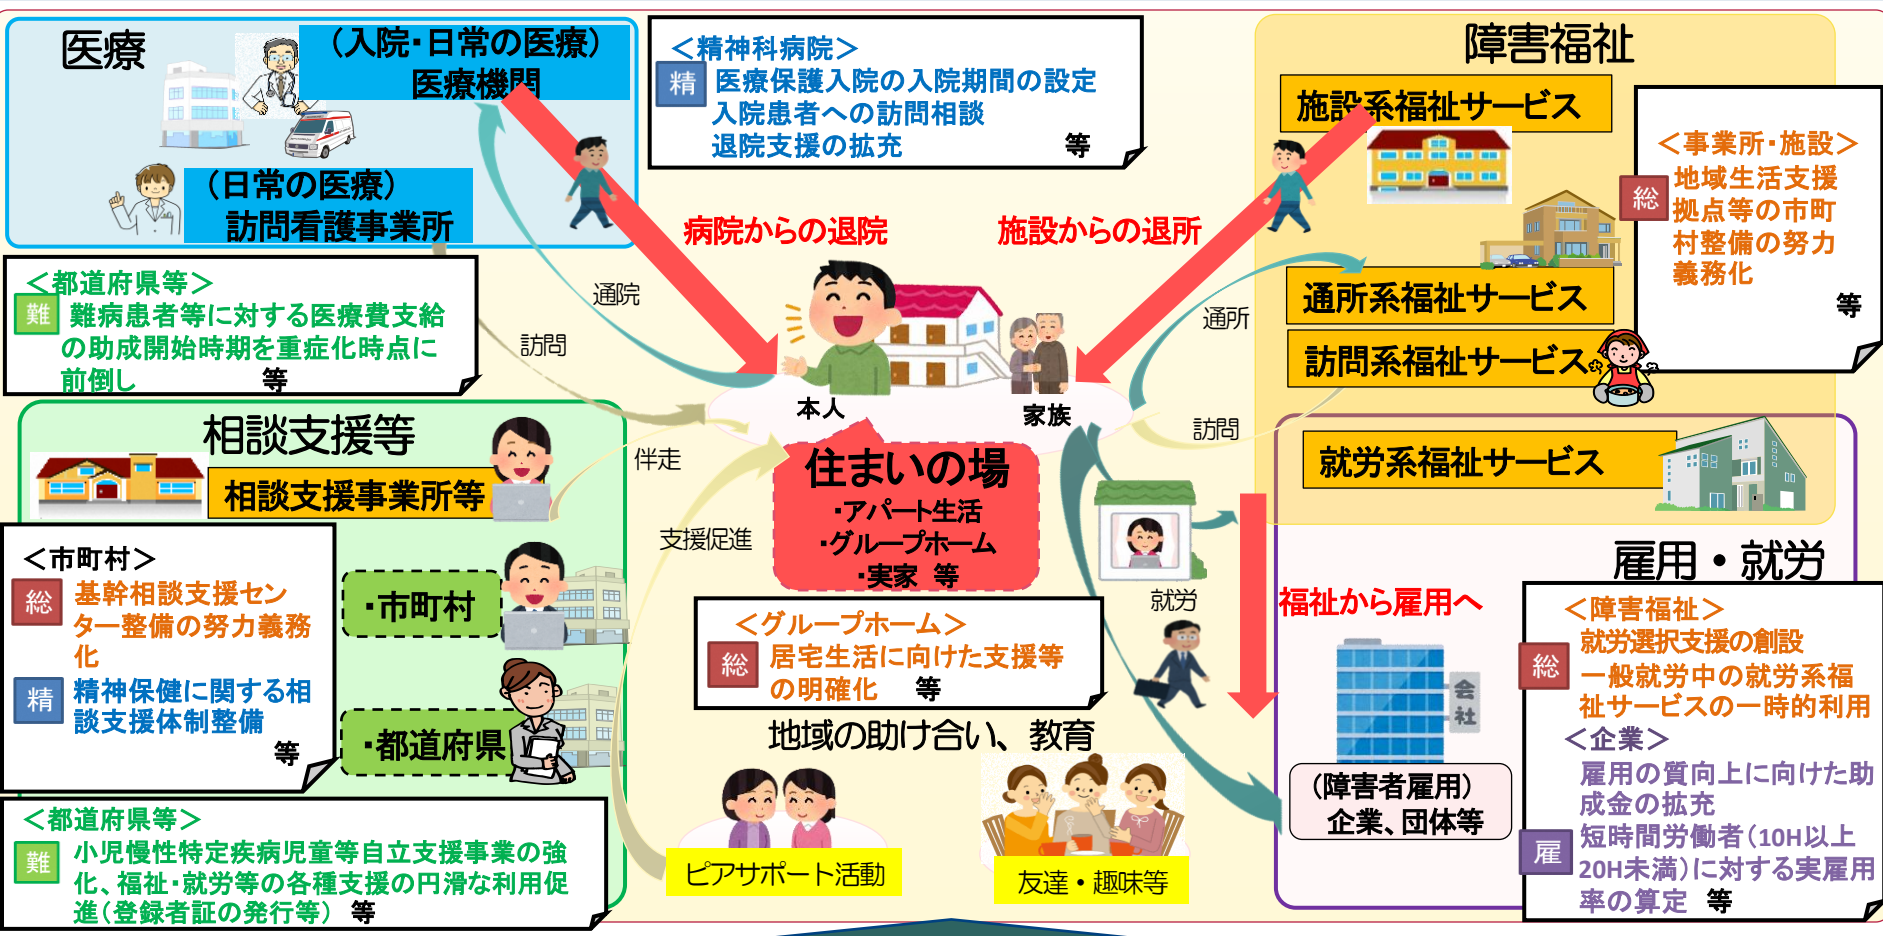 医療
（入院・日常の医療）
医療機関
（日常の医療）
訪問看護事業所
＜精神科病院＞
精
医療保護入院の入院期間の設定
入院患者への訪問相談
退院支援の拡充　等
障害福祉
施設系福祉サービス
通所系福祉サービス
訪問系福祉サービス
就労系福祉サービス
＜事業所・施設＞
総
地域生活支援
拠点等の市町
村整備の努力
義務化
等
病院からの退院
施設からの退所
通院
訪問
通所
訪問
＜都道府県等＞
難
難病患者等に対する医療費支給
の助成開始時期を重症化時点に
前倒し　等
本人
家族
住まいの場
・アパート生活
・グループホーム
・実家　等
相談支援等
相談支援事業所等
伴走
支援促進
＜市町村＞
総
基幹相談支援セン
ター整備の努力義務
化
精
精神保健に関する相
談支援体制整備
等
・市町村
・都道府県
＜都道府県等＞
難
小児慢性特定疾病児童等自立支援事業の強
化、福祉・就労等の各種支援の円滑な利用促
進（登録者証の発行等）　等
＜グループホーム＞
総
居宅生活に向けた支援等
の明確化　等
地域の助け合い、教育
ピアサポート活動
友達・趣味等
就労
福祉から雇用へ
雇用・就労
会社
（障害者雇用）
企業、団体等
＜障害福祉＞
総
就労選択支援の創設
一般就労中の就労系福
祉サービスの一時的利用
＜企業＞
雇用の質向上に向けた助
成金の拡充
雇
短時間労働者（10H以上
20H未満）に対する実雇用
率の算定　等